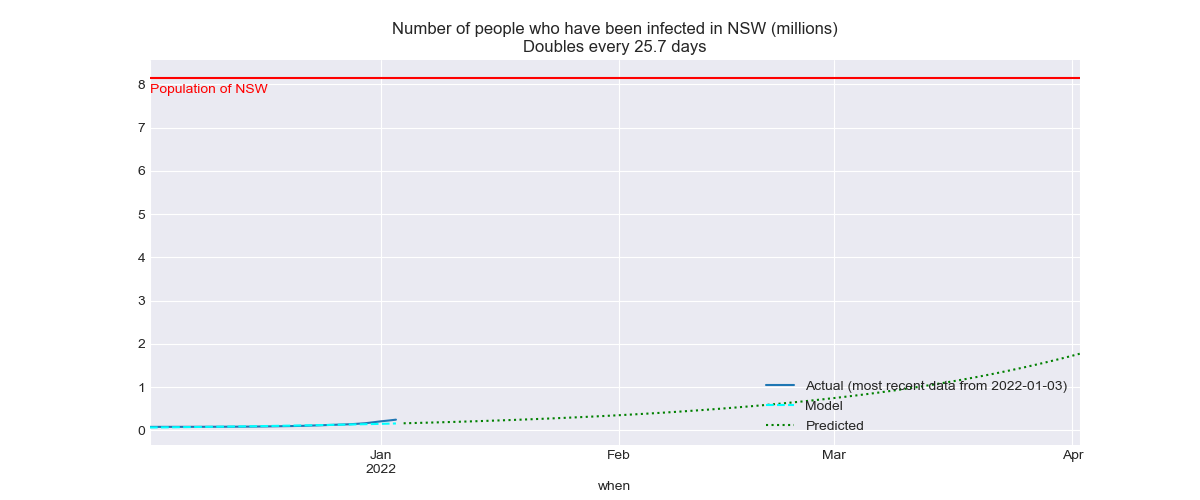 Number of people who have been infected in NSW (millions)
Doubles every 25.7 days
8
Population of NSW
7
6
5
4
3
2
1
0
Actual (most recent data from 2022-01-03)
Model
Predicted
Jan
2022
Feb
Mar
Apr
when